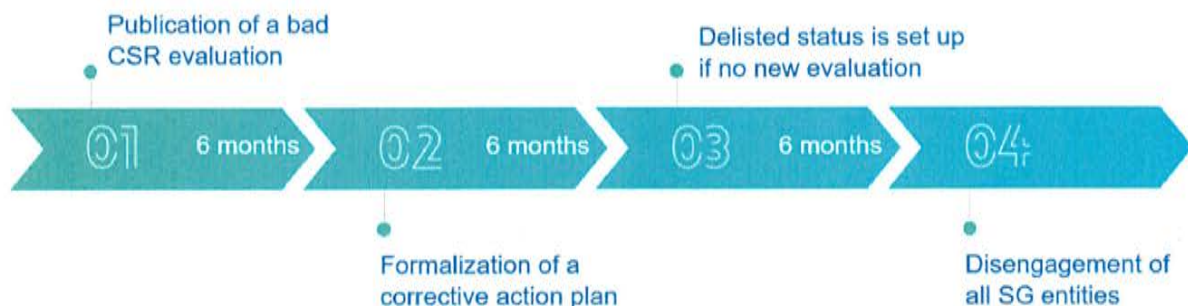 Publication of a bad
CSR evaluation
Delisted status is set up
if no new evaluation
01 6 months 02 6 months 03 6 months 04
Formalization of a
corrective action plan
Disengagement of
all SG entities